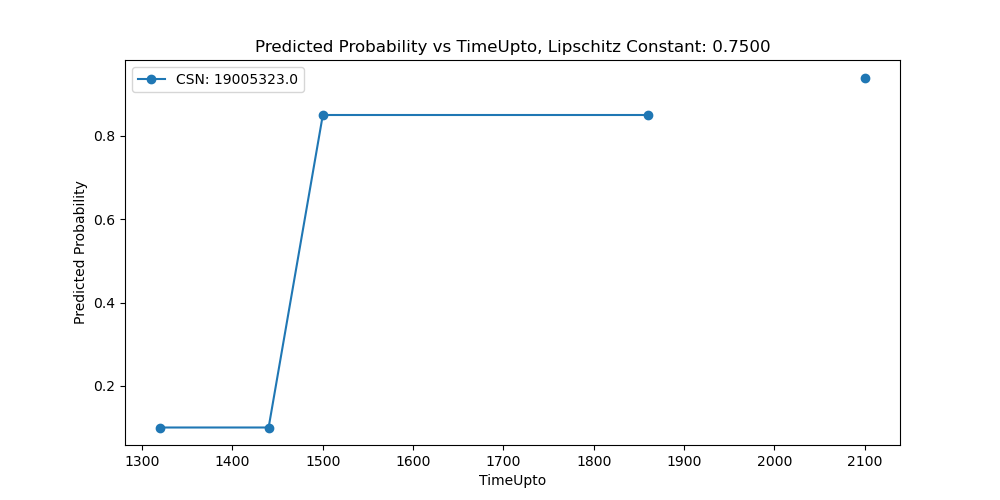 Predicted Probability vs TimeUpto, Lipschitz Constant: 0.7500
CSN: 19005323.0
Predicted Probability
0.8
0.6
0.4
0.2
1300 1400 1500 1600 1700 1800 1900 2000 2100
TimeUpto